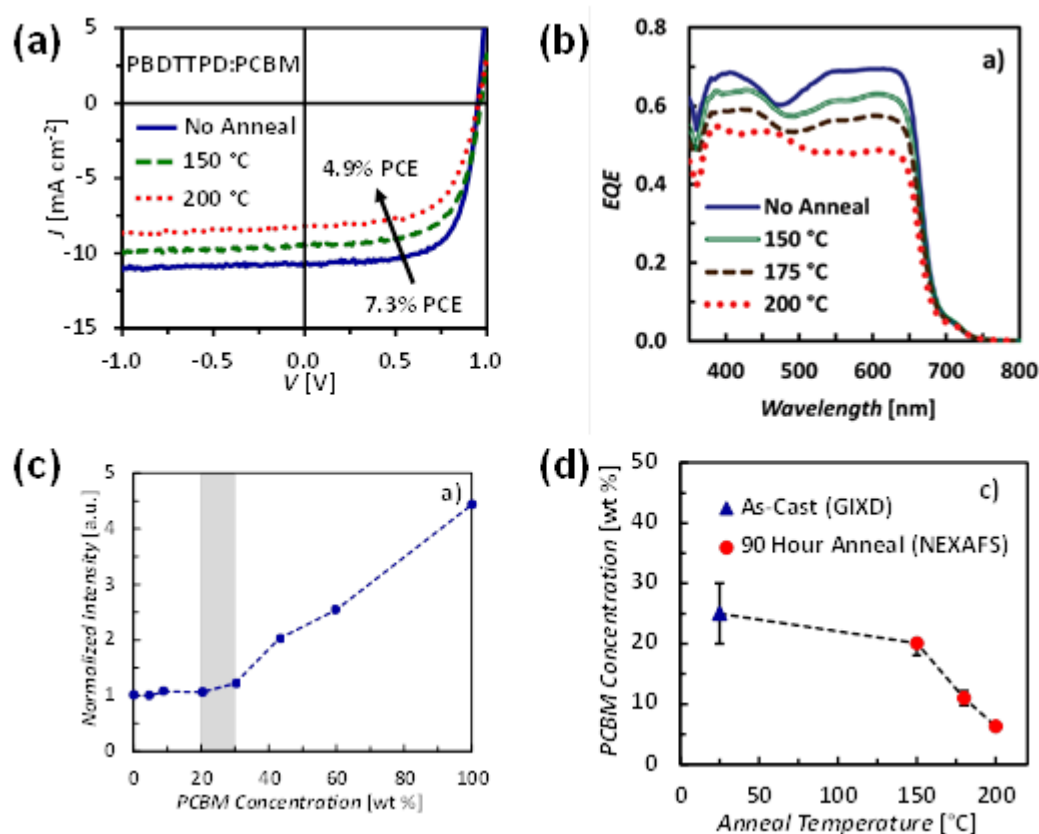 (a)
5
0
-5
-10
-15
J [mA cm-2]
PBDTTPD:PCBM
No Anneal
150 °C
200 °C
4.9% PCE
7.3% PCE
-1.0
-0.5
0.0
0.5
1.0
V [V]
(b)
0.8
0.6
0.4
0.2
0.0
EQE
a)
No Anneal
150 °C
175 °C
200 °C
400
500
600
700
800
Wavelength [nm]
(c)
5
4
3
2
1
0
Normalized Intensity [a.u.]
a)
0
20
40
60
80
100
PCBM Concentration [wt %]
(d)
50
40
30
20
10
0
PCBM Concentration [wt %]
c)
As-Cast (GIXD)
90 Hour Anneal (NEXAFS)
0
50
100
150
200
Anneal Temperature [°C]